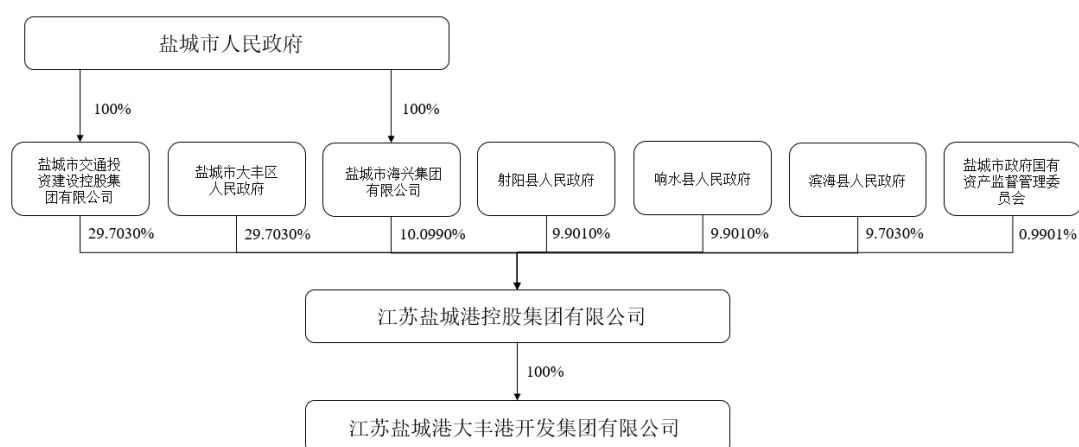 盐城市人民政府
100%
100%
盐城市交通投
资建设控股集
团有限公司
盐城市大丰区
人民政府
盐城市海兴集团
有限公司
射阳县人民政府
响水县人民政府
滨海县人民政府
盐城市政府国有
资产监督管理委
员会
29.7030%
29.7030%
10.0990%
9.9010%
9.9010%
9.7030%
0.9901%
江苏盐城港控股集团有限公司
100%
江苏盐城港大丰港开发集团有限公司